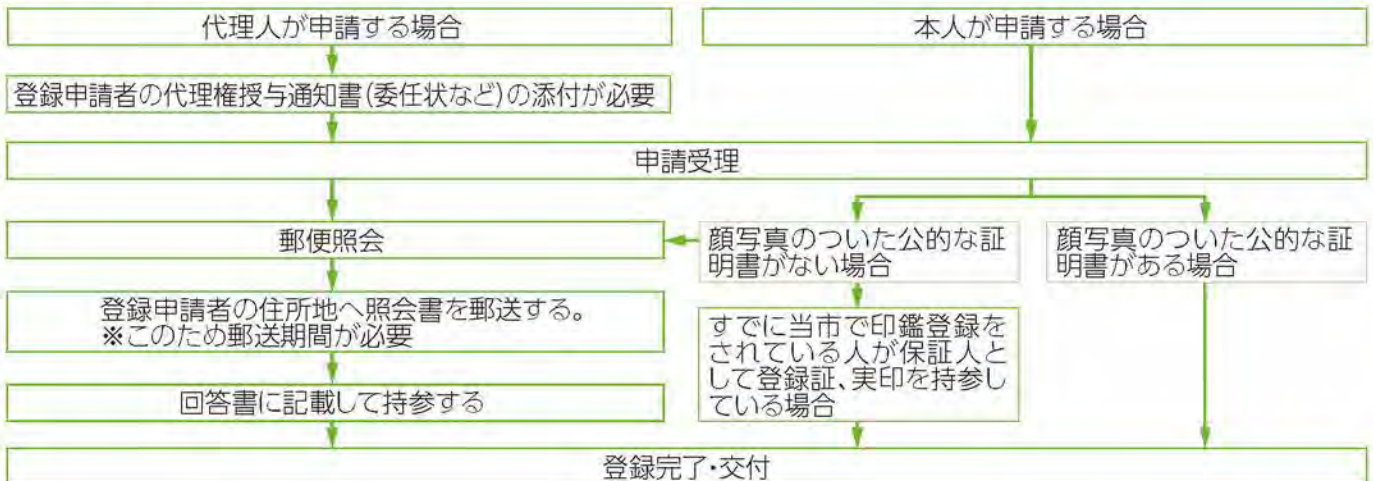 代理人が申請する場合
本人が申請する場合
登録申請者の代理権授与通知書(委任状など)の添付が必要
申請受理
郵便照会
顔写真のついた公的な証
明書がない場合
顔写真のついた公的な証
明書がある場合
登録申請者の住所地へ照会書を郵送する。
※このため郵送期間が必要
すでに当市で印鑑登録を
されている人が保証人と
して登録証、実印を持参し
ている場合
回答書に記載して持参する
登録完了・交付